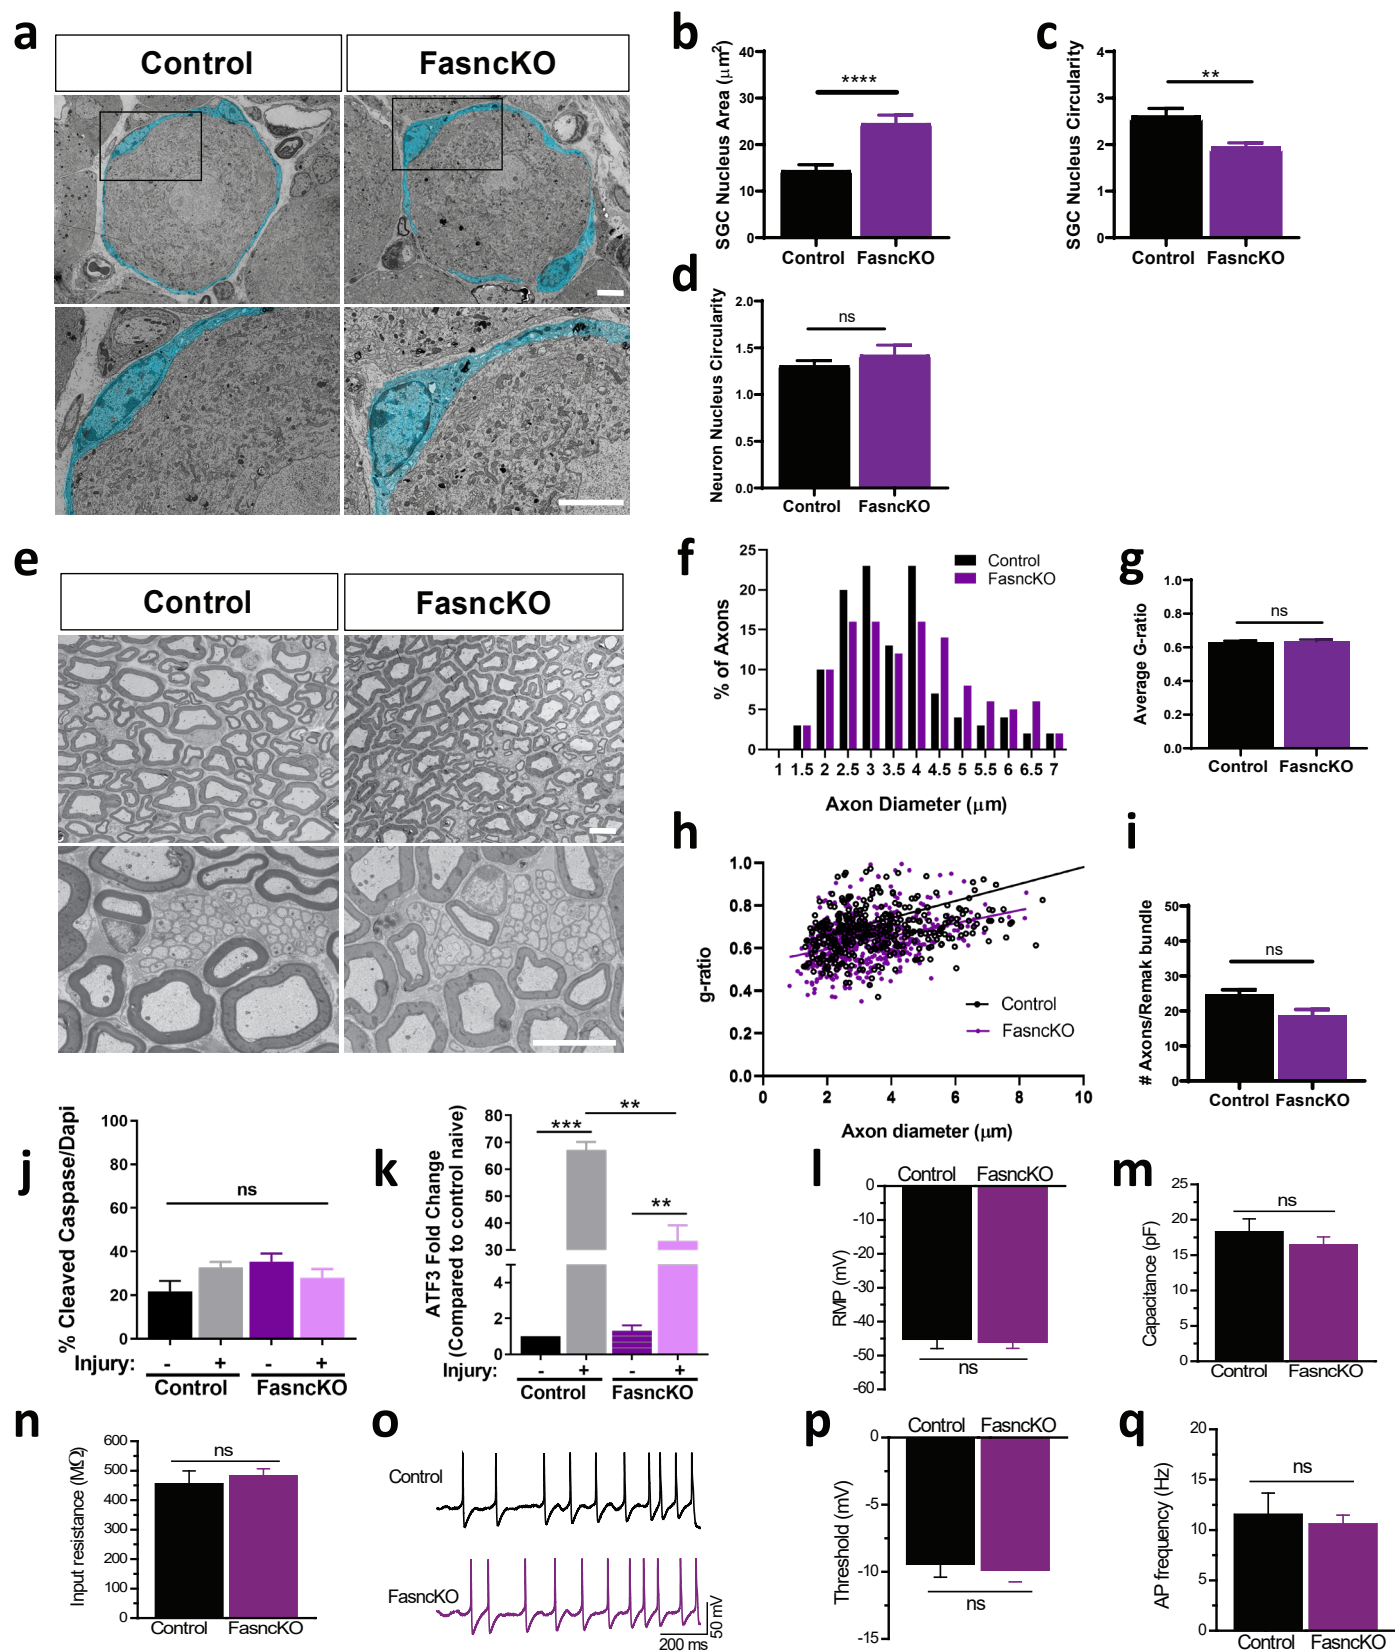 a
Control
FasncKO
b
SGC Nucleus Area (μm²)
40
30
20
10
0
****
Control FasncKO
c
SGC Nucleus Circularity
4
3
2
1
0
**
Control FasncKO
d
Neuron Nucleus Circularity
2.0
1.5
1.0
0.5
0.0
ns
Control FasncKO
e
Control
FasncKO
f
% of Axons
25
20
15
10
5
0
Control
FasncKO
1 1.5 2 2.5 3 3.5 4 4.5 5 5.5 6 6.5 7
Axon Diameter (μm)
g
Average G-ratio
1.0
0.8
0.6
0.4
0.2
0.0
ns
Control FasncKO
h
g-ratio
1.0
0.8
0.6
0.4
0.2
0.0
Control
FasncKO
0 2 4 6 8 10
Axon diameter (μm)
i
# Axons/Remak bundle
50
40
30
20
10
0
ns
Control FasncKO
j
% Cleaved Caspase/Dapi
100
80
60
40
20
0
ns
Injury: - + - +
Control FasncKO
k
ATF3 Fold Change
(Compared to control naive)
80
70
60
50
40
30
4
2
0
***
**
**
Injury: - + - +
Control FasncKO
l
Control FasncKO
RMP (mV)
0
-10
-20
-30
-40
-50
-60
ns
m
Capacitance (pF)
25
20
15
10
5
0
ns
Control FasncKO
n
Input resistance (MΩ)
600
500
400
300
200
100
0
ns
Control FasncKO
o
Control
FasncKO
50 mV
200 ms
p
Control FasncKO
Threshold (mV)
0
-5
-10
-15
ns
q
AP frequency (Hz)
20
15
10
5
0
ns
Control FasncKO